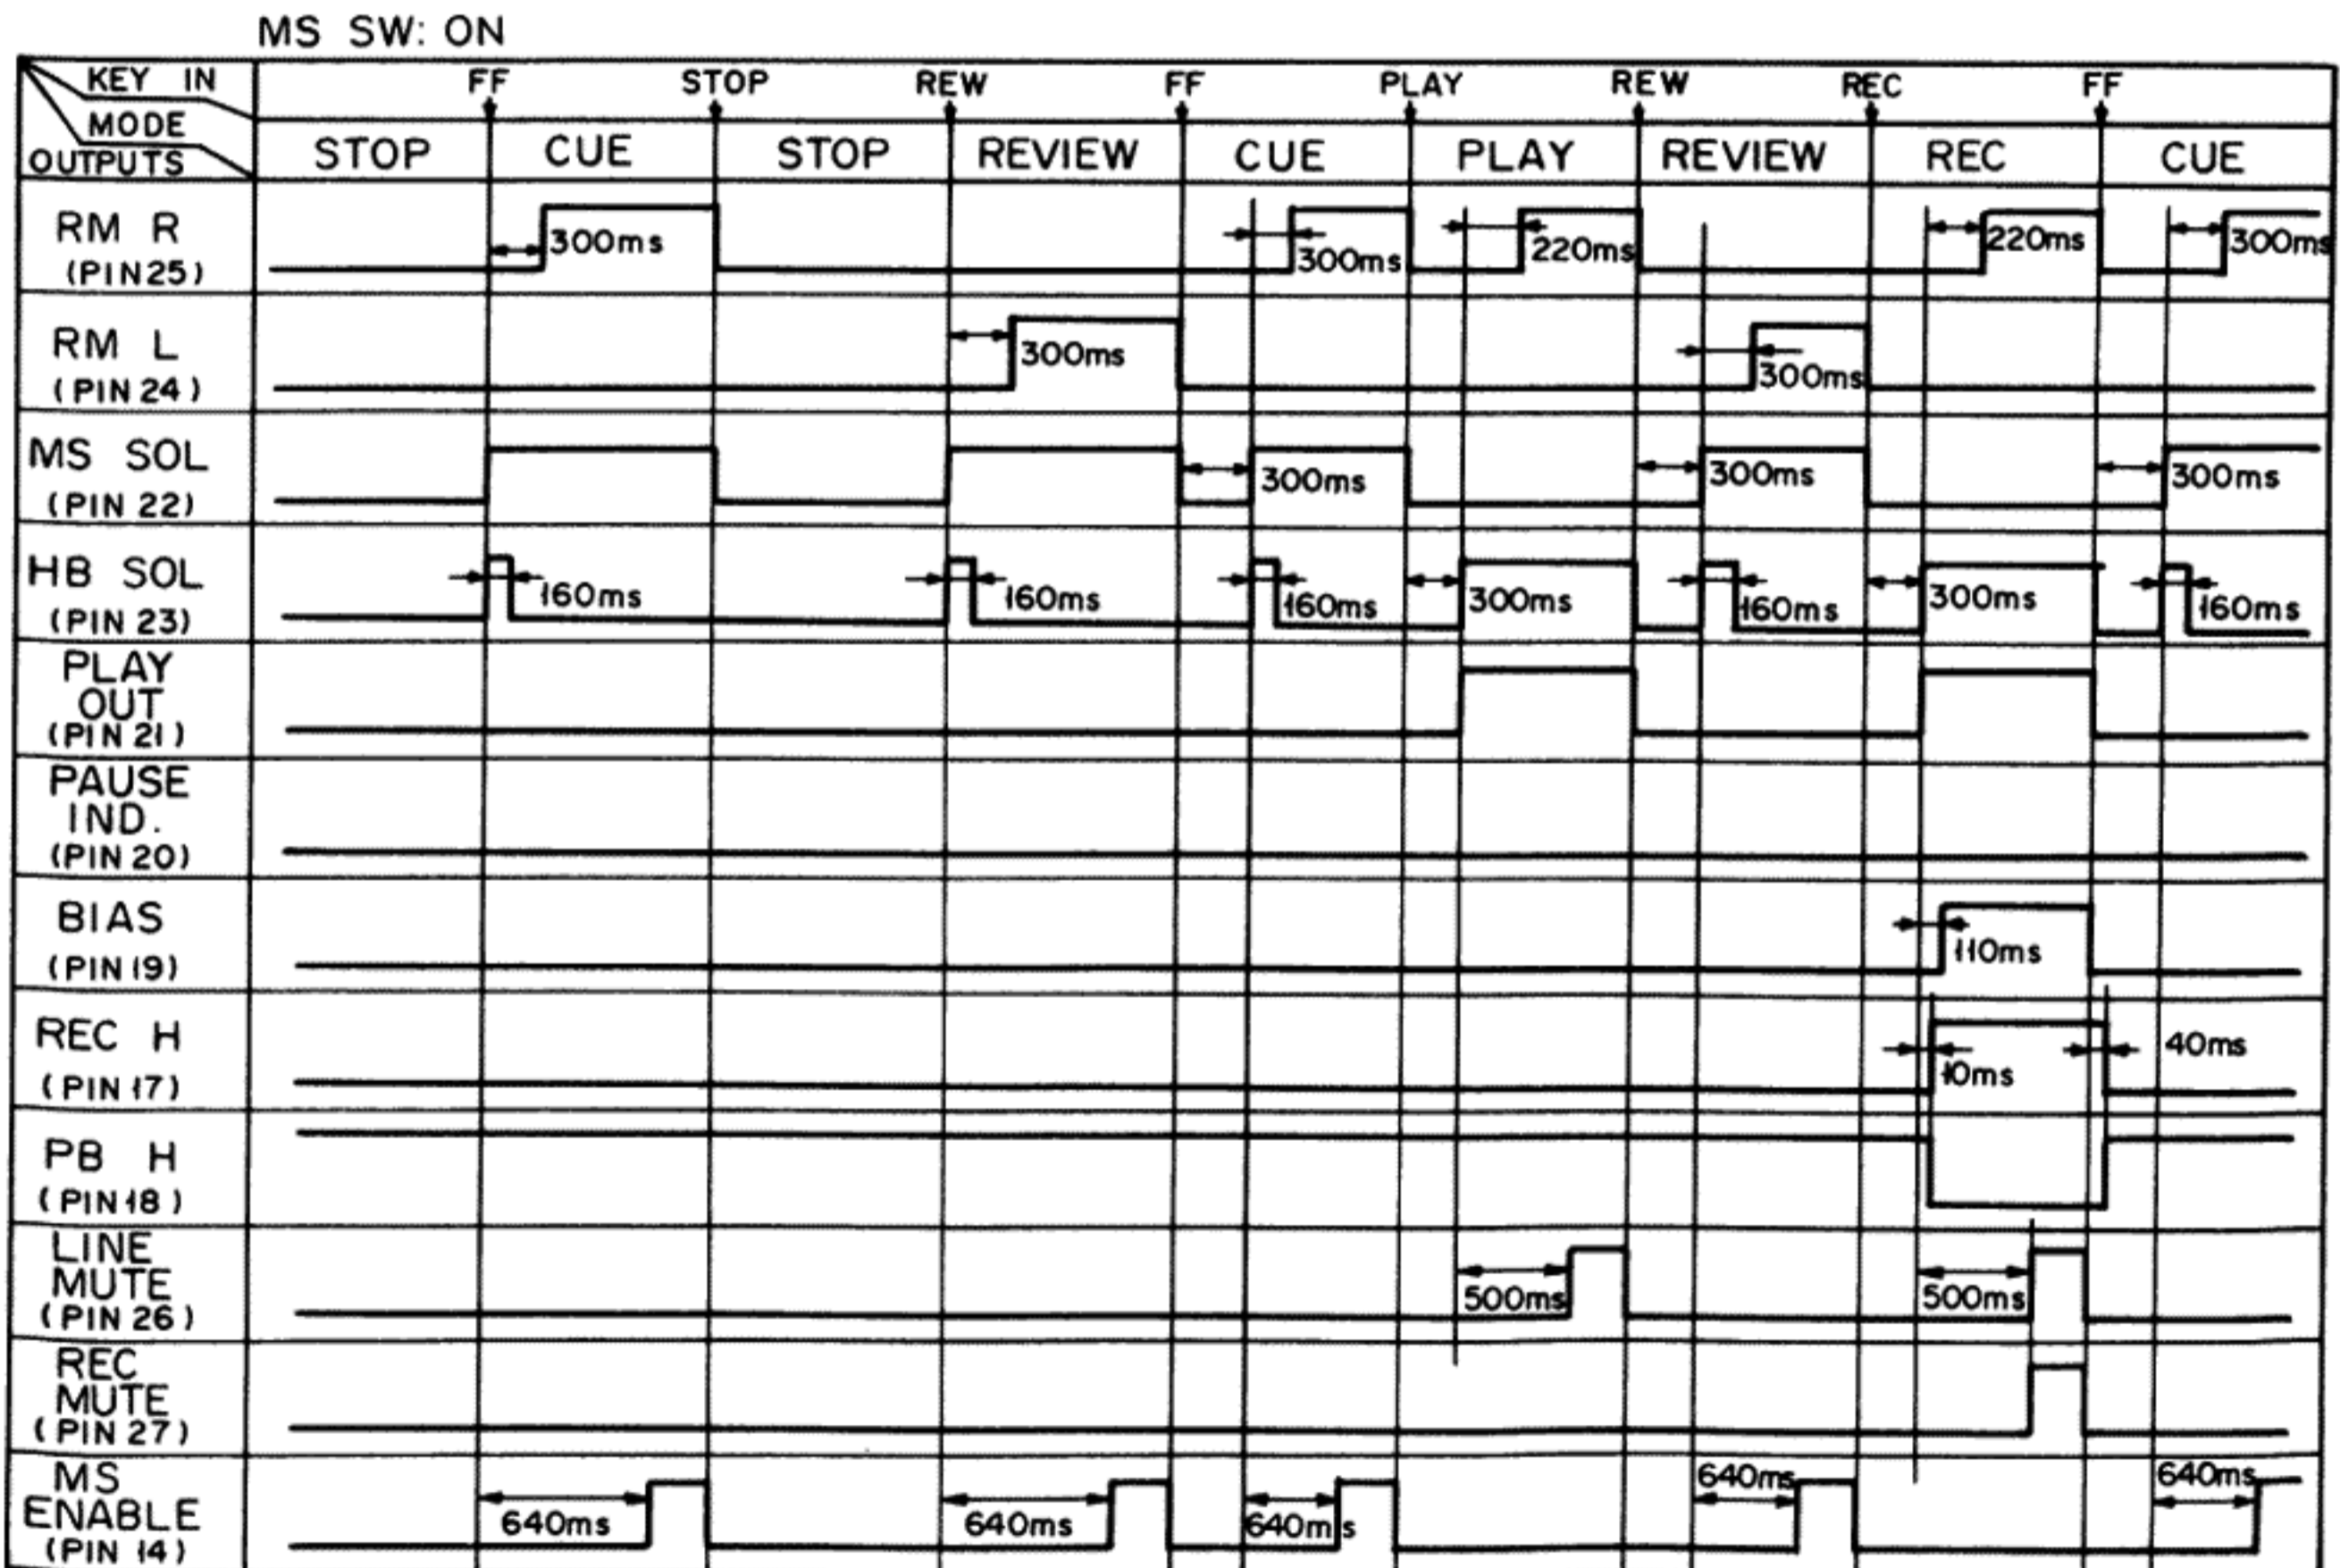 MS SW: ON
KEY IN
FF STOP REW FF PLAY REW REC FF
MODE
OUTPUTS
STOP CUE STOP REVIEW CUE PLAY REVIEW REC CUE
RM R
(PIN25)
300ms 300ms 220ms 220ms 300ms
RM L
(PIN 24)
300ms 300ms
MS SOL
(PIN 22)
300ms 300ms 300ms
HB SOL
(PIN 23)
160ms 160ms 160ms 300ms 160ms 300ms 160ms
PLAY
OUT
(PIN 21)
PAUSE
IND.
(PIN 20)
BIAS
(PIN 19)
110ms
REC H
(PIN 17)
10ms 40ms
PB H
(PIN 18)
LINE
MUTE
(PIN 26)
500ms 500ms
REC
MUTE
(PIN 27)
MS
ENABLE
(PIN 14)
640ms 640ms 640ms 640ms 640ms